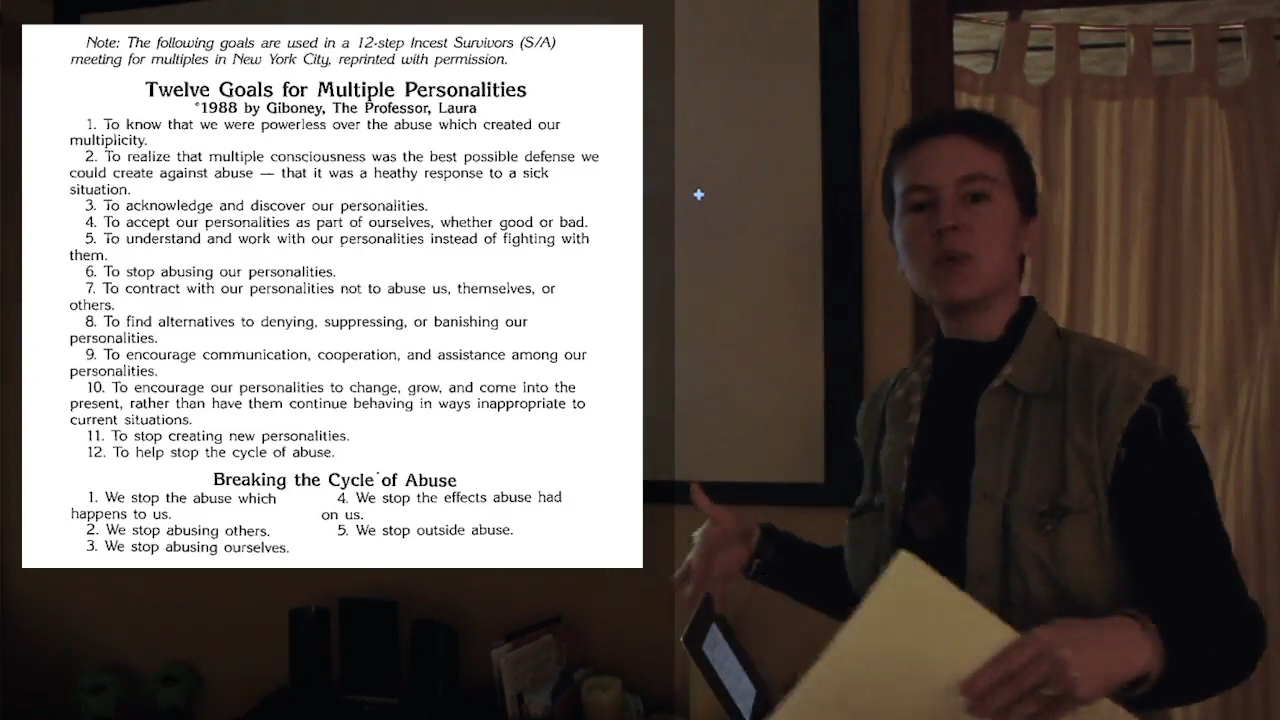 Note: The following goals are used in a 12-step Incest Survivors (S/A)
meeting for multiples in New York City, reprinted with permission.
Twelve Goals for Multiple Personalities
©1988 by Giboney, The Professor, Laura
1. To know that we were powerless over the abuse which created our
multiplicity.
2. To realize that multiple consciousness was the best possible defense we
could create against abuse — that it was a heathy response to a sick
situation.
3. To acknowledge and discover our personalities.
4. To accept our personalities as part of ourselves, whether good or bad.
5. To understand and work with our personalities instead of fighting with
them.
6. To stop abusing our personalities.
7. To contract with our personalities not to abuse us, themselves, or
others.
8. To find alternatives to denying, suppressing, or banishing our
personalities.
9. To encourage communication, cooperation, and assistance among our
personalities.
10. To encourage our personalities to change, grow, and come into the
present, rather than have them continue behaving in ways inappropriate to
current situations.
11. To stop creating new personalities.
12. To help stop the cycle of abuse.
Breaking the Cycle of Abuse
1. We stop the abuse which
happens to us.
2. We stop abusing others.
3. We stop abusing ourselves.
4. We stop the effects abuse had
on us.
5. We stop outside abuse.